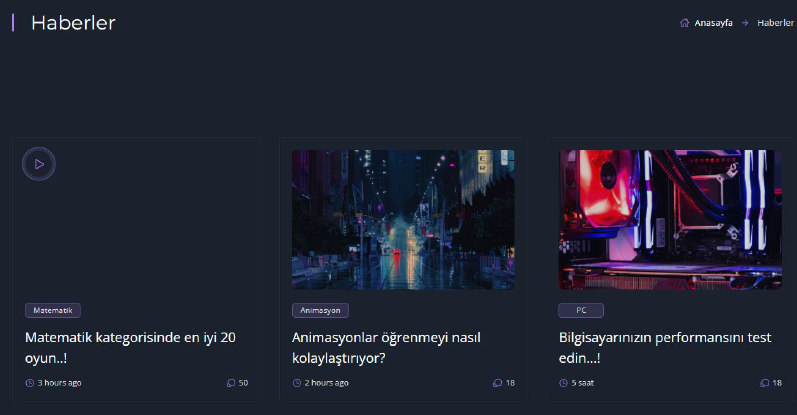 Haberler
Anasayfa
Haberler
Matematik
Matematik kategorisinde en iyi 20
oyun..!
3 hours ago
50
Animasyon
Animasyonlar öğrenmeyi nasıl
kolaylaştırıyor?
2 hours ago
18
PC
Bilgisayarınızın performansını test
edin...!
5 saat
18